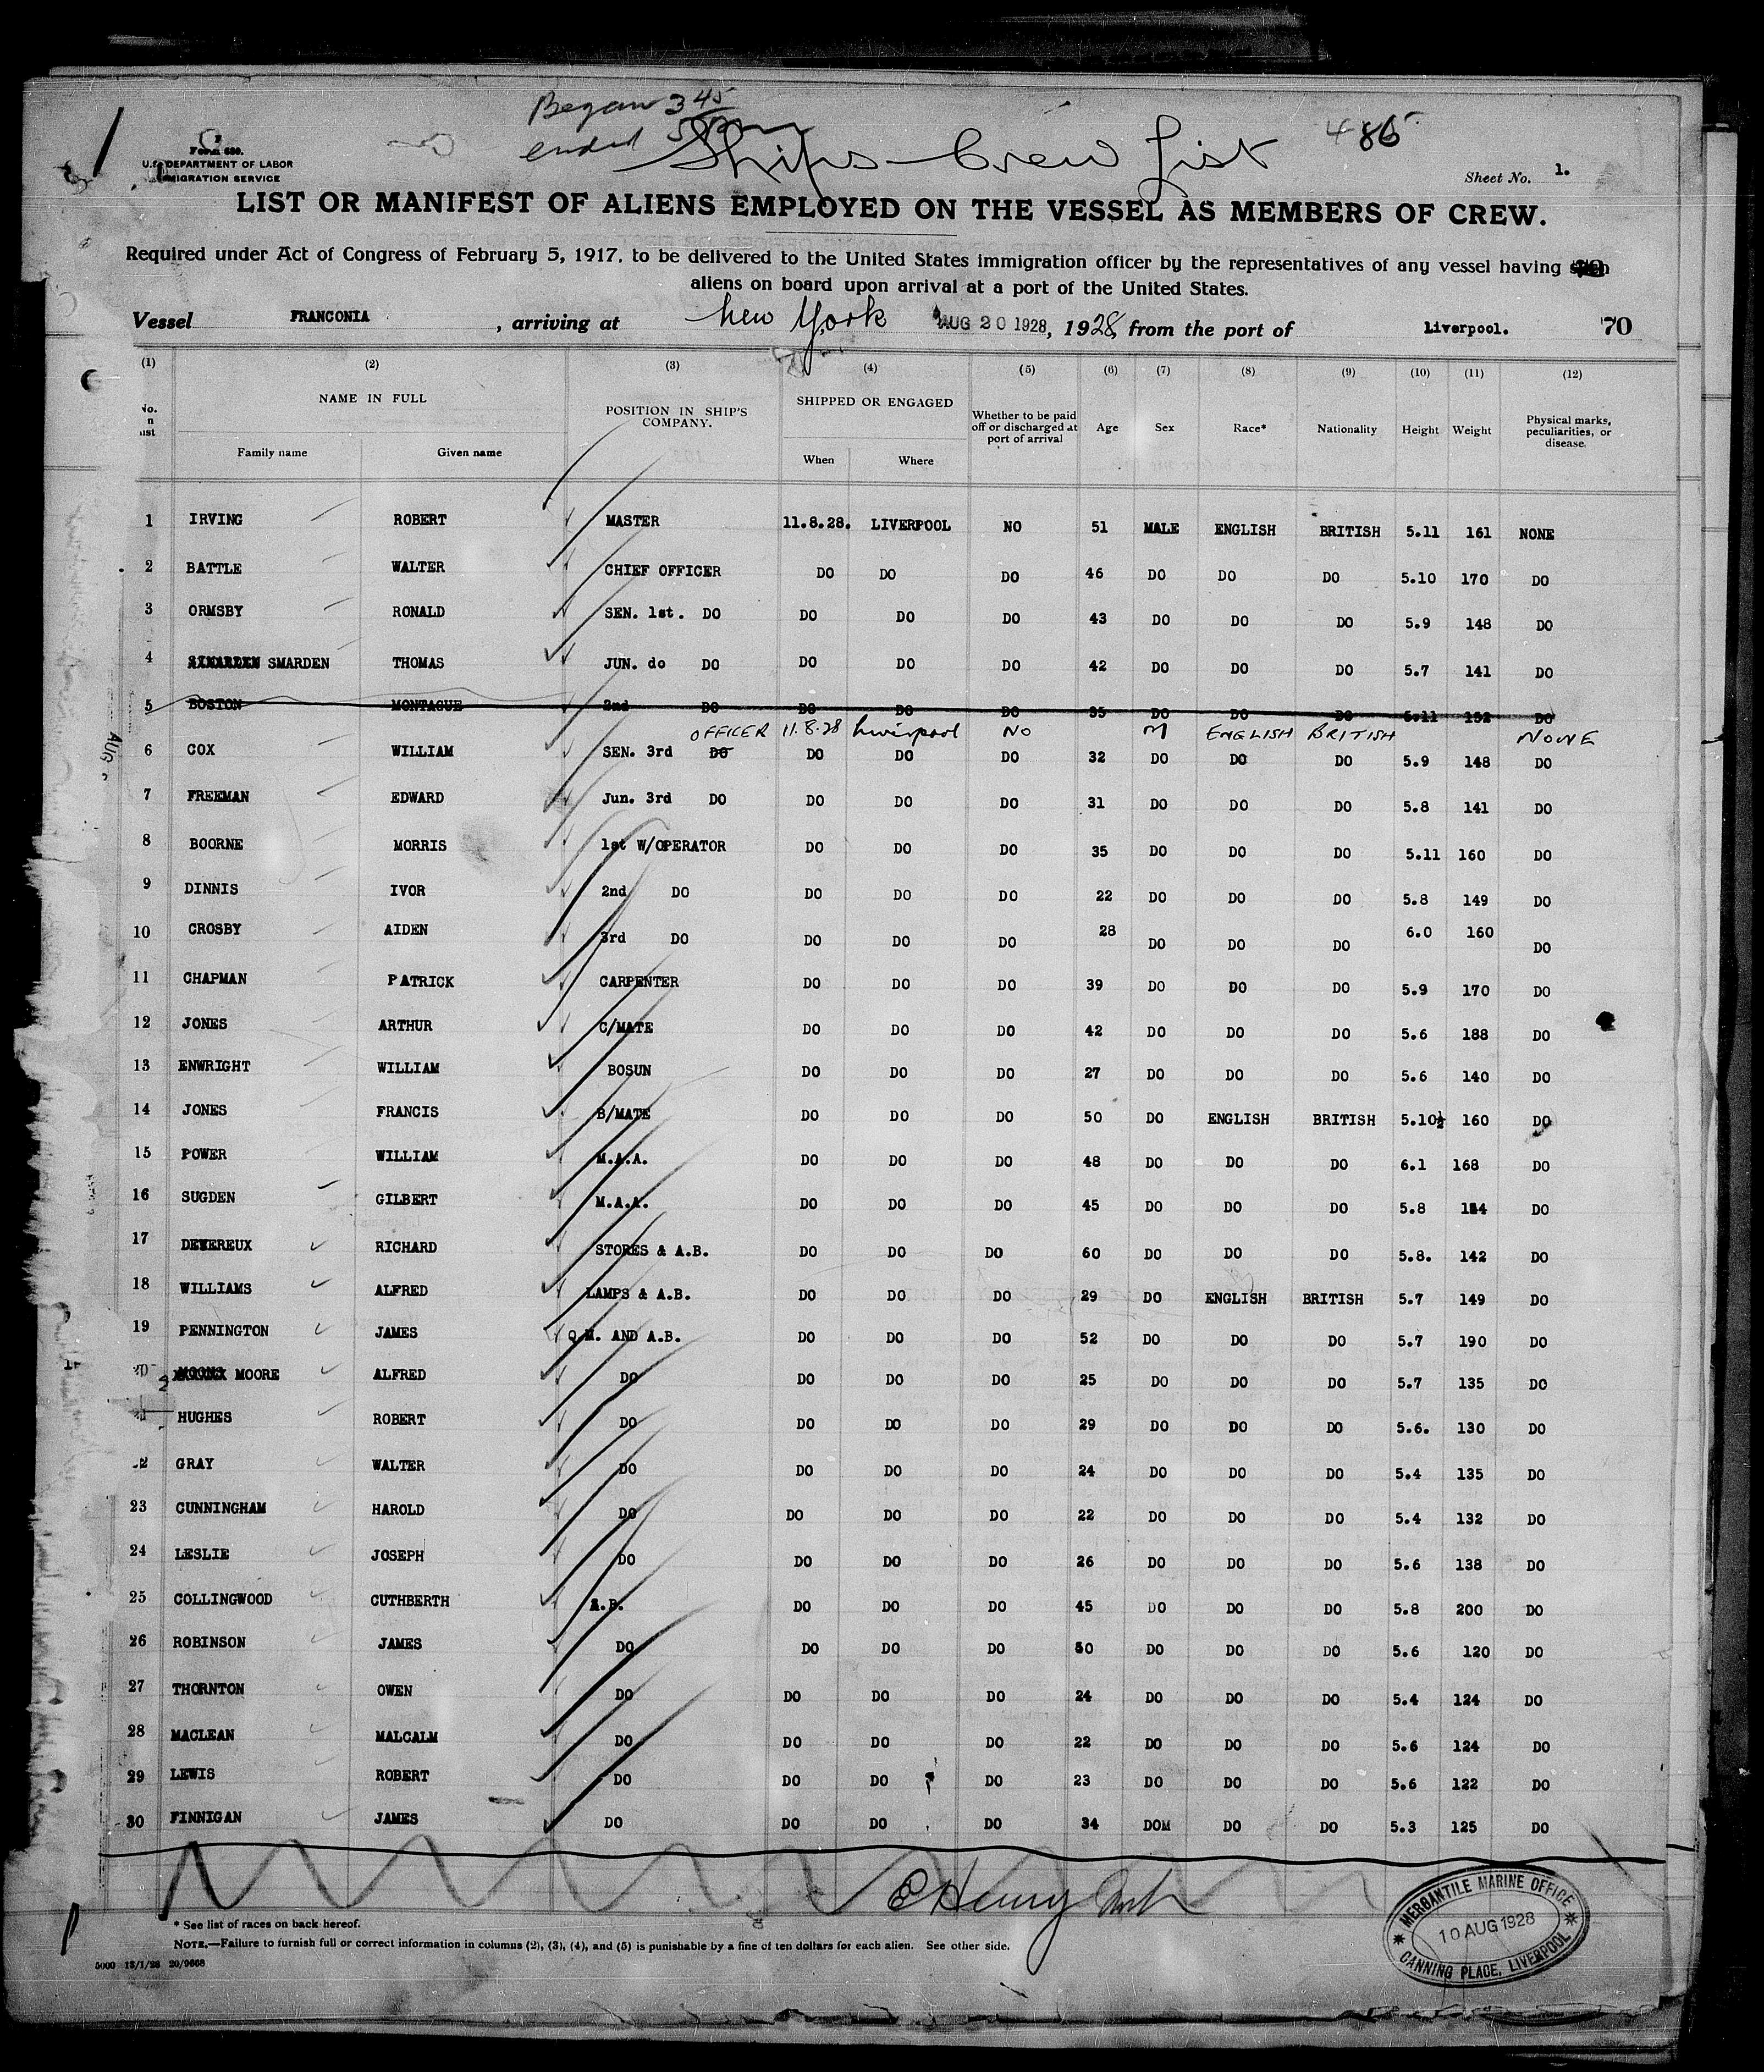 Began 3 45
ended
Ships Crew List
486
Form 680.
U.S. DEPARTMENT OF LABOR
IMMIGRATION SERVICE
Sheet No. 1.
LIST OR MANIFEST OF ALIENS EMPLOYED ON THE VESSEL AS MEMBERS OF CREW.
Required under Act of Congress of February 5, 1917, to be delivered to the United States immigration officer by the representatives of any vessel having such
aliens on board upon arrival at a port of the United States.
Vessel FRANCONIA, arriving at New York AUG 20 1928, 1928, from the port of Liverpool. 70
(1) (2) (3) (4) (5) (6) (7) (8) (9) (10) (11) (12)
No. NAME IN FULL POSITION IN SHIP'S COMPANY. SHIPPED OR ENGAGED Whether to be paid off or discharged at port of arrival Age Sex Race* Nationality Height Weight Physical marks, peculiarities, or disease.
Family name Given name When Where
1 IRVING ROBERT MASTER 11.8.28. LIVERPOOL NO 51 MALE ENGLISH BRITISH 5.11 161 NONE
2 BATTLE WALTER CHIEF OFFICER DO DO DO 46 DO DO DO 5.10 170 DO
3 ORMSBY RONALD SEN. 1st. DO DO DO DO 43 DO DO DO 5.9 148 DO
4 SMARDEN THOMAS JUN. do DO DO DO DO 42 DO DO DO 5.7 141 DO
5 BOSTON MONTAGUE 2nd DO DO DO DO 35 DO DO DO 5.11 152 DO
OFFICER 11.8.28 Liverpool NO M ENGLISH BRITISH NONE
6 COX WILLIAM SEN. 3rd DO DO DO DO 32 DO DO DO 5.9 148 DO
7 FREEMAN EDWARD Jun. 3rd DO DO DO DO 31 DO DO DO 5.8 141 DO
8 BOORNE MORRIS 1st W/OPERATOR DO DO DO 35 DO DO DO 5.11 160 DO
9 DINNIS IVOR 2nd DO DO DO DO 22 DO DO DO 5.8 149 DO
10 CROSBY AIDEN 3rd DO DO DO DO 28 DO DO DO 6.0 160 DO
11 CHAPMAN PATRICK CARPENTER DO DO DO 39 DO DO DO 5.9 170 DO
12 JONES ARTHUR C/MATE DO DO DO 42 DO DO DO 5.6 188 DO
13 ENWRIGHT WILLIAM BOSUN DO DO DO 27 DO DO DO 5.6 140 DO
14 JONES FRANCIS B/MATE DO DO DO 50 DO ENGLISH BRITISH 5.10½ 160 DO
15 POWER WILLIAM M.A.A. DO DO DO 48 DO DO DO 6.1 168 DO
16 SUGDEN GILBERT M.A.A. DO DO DO 45 DO DO DO 5.8 DO
17 DEVEREUX RICHARD STORES & A.B. DO DO DO 60 DO DO DO 5.8. 142 DO
18 WILLIAMS ALFRED LAMPS & A.B. DO DO DO 29 DO ENGLISH BRITISH 5.7 149 DO
19 PENNINGTON JAMES Q.M. AND A.B. DO DO DO 52 DO DO DO 5.7 190 DO
20 MOORE ALFRED DO DO DO DO 25 DO DO DO 5.7 135 DO
HUGHES ROBERT DO DO DO DO 29 DO DO DO 5.6. 130 DO
22 GRAY WALTER DO DO DO DO 24 DO DO DO 5.4 135 DO
23 CUNNINGHAM HAROLD DO DO DO DO 22 DO DO DO 5.4 132 DO
24 LESLIE JOSEPH DO DO DO DO 26 DO DO DO 5.6 138 DO
25 COLLINGWOOD CUTHBERTH A.B. DO DO DO 45 DO DO DO 5.8 200 DO
26 ROBINSON JAMES DO DO DO DO 50 DO DO DO 5.6 120 DO
27 THORNTON OWEN DO DO DO DO 24 DO DO DO 5.4 124 DO
28 MACLEAN MALCALM DO DO DO DO 22 DO DO DO 5.6 124 DO
29 LEWIS ROBERT DO DO DO DO 23 DO DO DO 5.6 122 DO
30 FINNIGAN JAMES DO DO DO DO 34 DOM DO DO 5.3 125 DO
E Henry
* See list of races on back hereof.
NOTE.—Failure to furnish full or correct information in columns (2), (3), (4), and (5) is punishable by a fine of ten dollars for each alien. See other side.
5000 13/1/28 20/9668
MERCANTILE MARINE OFFICE
10 AUG 1928
CANNING PLACE, LIVERPOOL